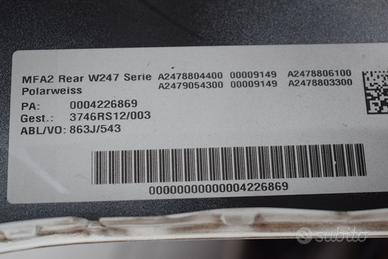 MFA2 Rear W247 Serie A2478804400 00009149 A2478806100
Polarweiss A2479054300 00009149 A2478803300
PA: 0004226869
Gest.: 3746RS12/003
ABL/VO: 863J/543
00000000000004226869
subito